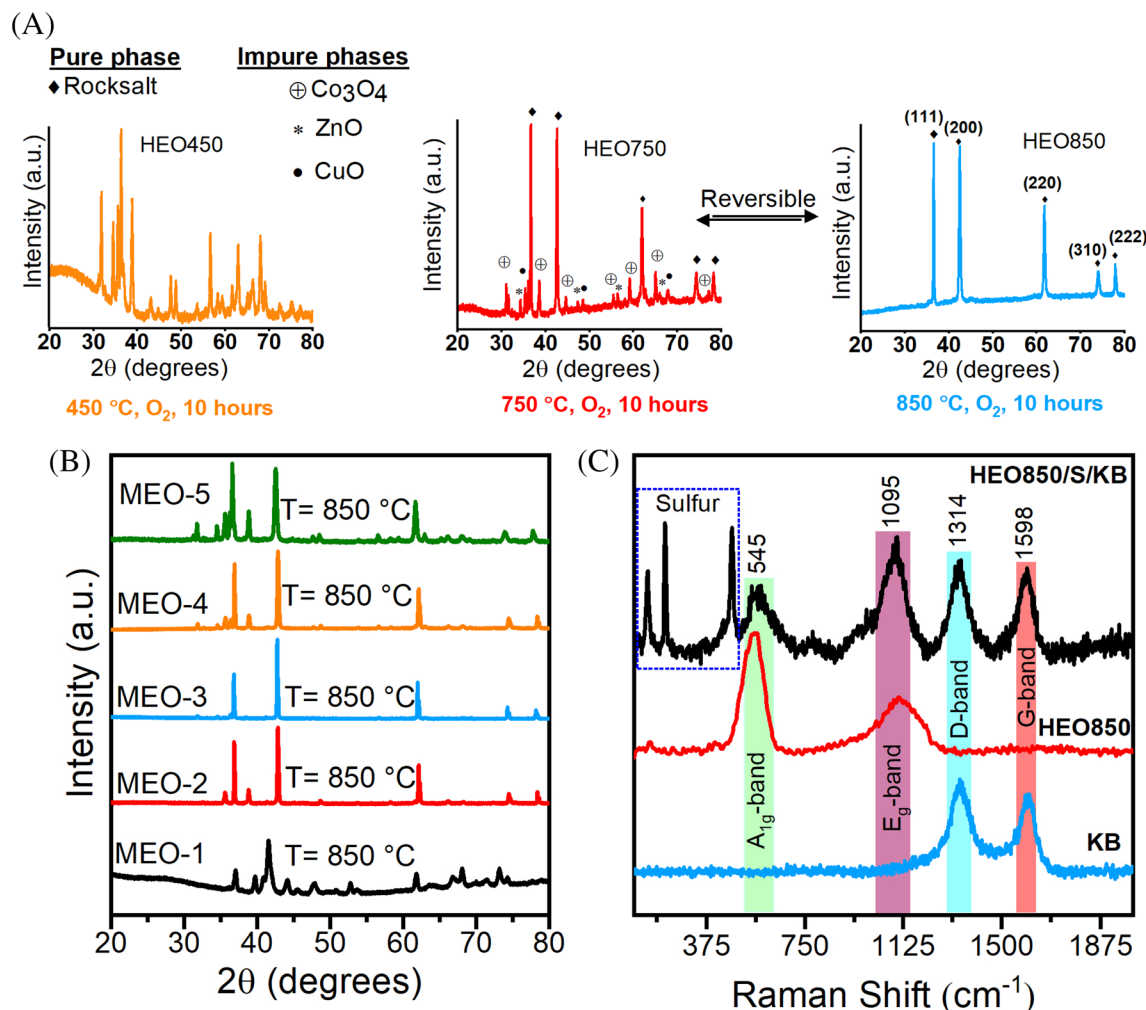 (A)
Pure phase
♦Rocksalt
Impure phases
⊕ Co₃O₄
* ZnO
● CuO
Intensity (a.u.)
HEO450
20 30 40 50 60 70 80
2θ (degrees)
450 °C, O₂, 10 hours
Intensity (a.u.)
HEO750
20 30 40 50 60 70 80
2θ (degrees)
750 °C, O₂, 10 hours
Reversible
Intensity (a.u.)
HEO850
(111)
(200)
(220)
(310)
(222)
20 30 40 50 60 70 80
2θ (degrees)
850 °C, O₂, 10 hours
(B)
Intensity (a.u.)
MEO-5 T= 850 °C
MEO-4 T= 850 °C
MEO-3 T= 850 °C
MEO-2 T= 850 °C
MEO-1 T= 850 °C
20 30 40 50 60 70 80
2θ (degrees)
(C)
Sulfur
545
1095
1314
1598
HEO850/S/KB
HEO850
KB
A₁g-band
Eg-band
D-band
G-band
375 750 1125 1500 1875
Raman Shift (cm⁻¹)